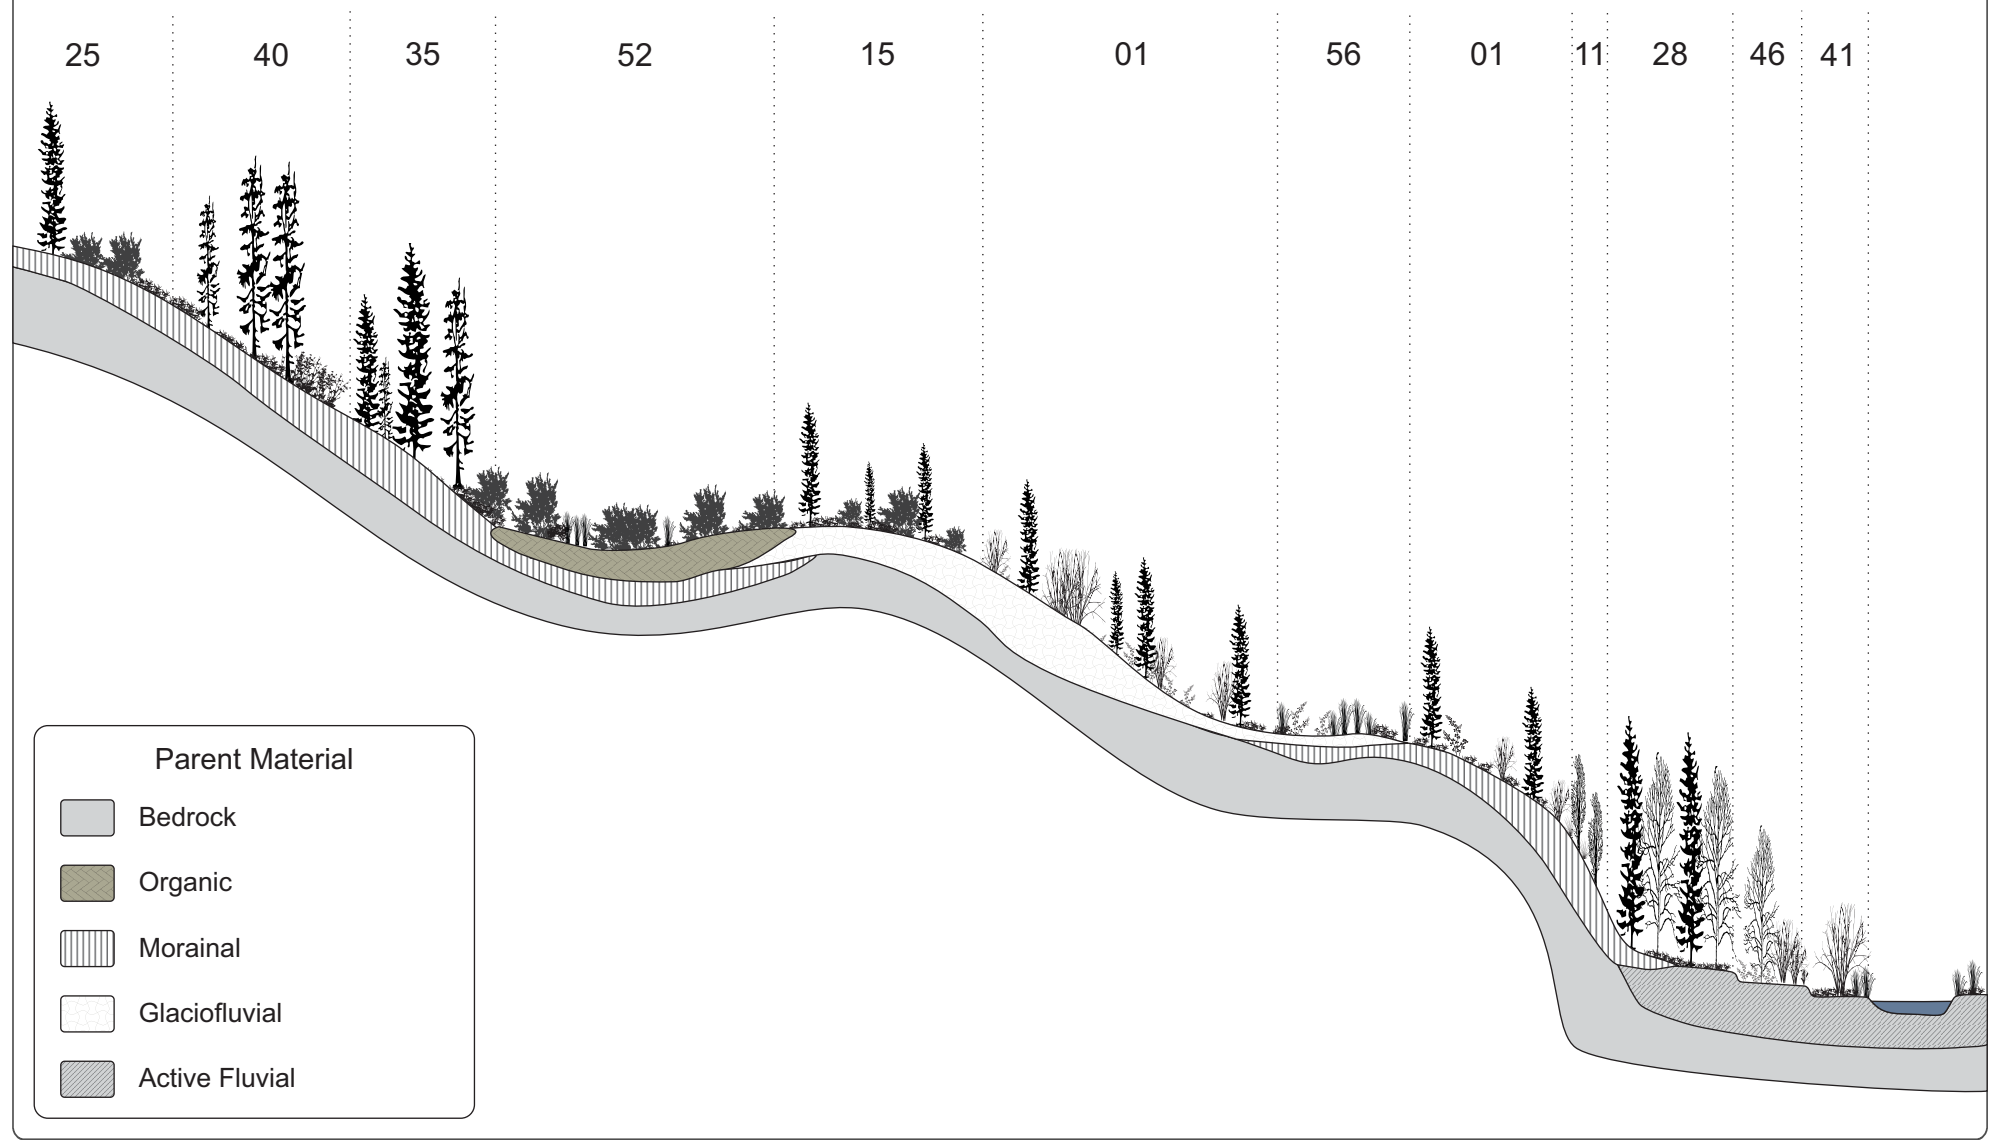 25 40 35 52 15 01 56 01 11 28 46 41
Parent Material
Bedrock
Organic
Morainal
Glaciofluvial
Active Fluvial